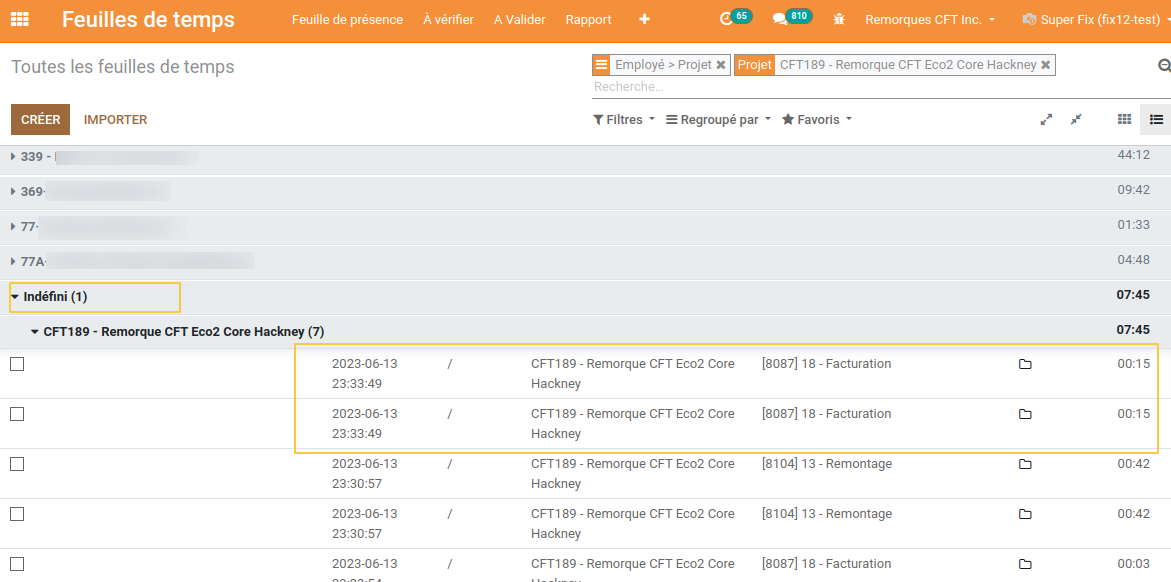 Feuilles de temps Feuille de présence À vérifier A Valider Rapport + 65 810 Remorques CFT Inc. Super Fix (fix12-test)
Toutes les feuilles de temps Employé > Projet Projet CFT189 - Remorque CFT Eco2 Core Hackney
Recherche...
CRÉER IMPORTER Filtres Regroupé par Favoris
339 - 44:12
369- 09:42
77- 01:33
77A- 04:48
Indéfini (1) 07:45
CFT189 - Remorque CFT Eco2 Core Hackney (7) 07:45
2023-06-13 / CFT189 - Remorque CFT Eco2 Core [8087] 18 - Facturation 00:15
23:33:49 Hackney
2023-06-13 / CFT189 - Remorque CFT Eco2 Core [8087] 18 - Facturation 00:15
23:33:49 Hackney
2023-06-13 / CFT189 - Remorque CFT Eco2 Core [8104] 13 - Remontage 00:42
23:30:57 Hackney
2023-06-13 / CFT189 - Remorque CFT Eco2 Core [8104] 13 - Remontage 00:42
23:30:57 Hackney
2023-06-13 / CFT189 - Remorque CFT Eco2 Core [8087] 18 - Facturation 00:03